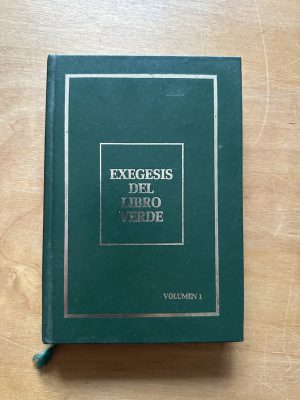 EXEGESIS
DEL
LIBRO
VERDE
VOLUMEN 1